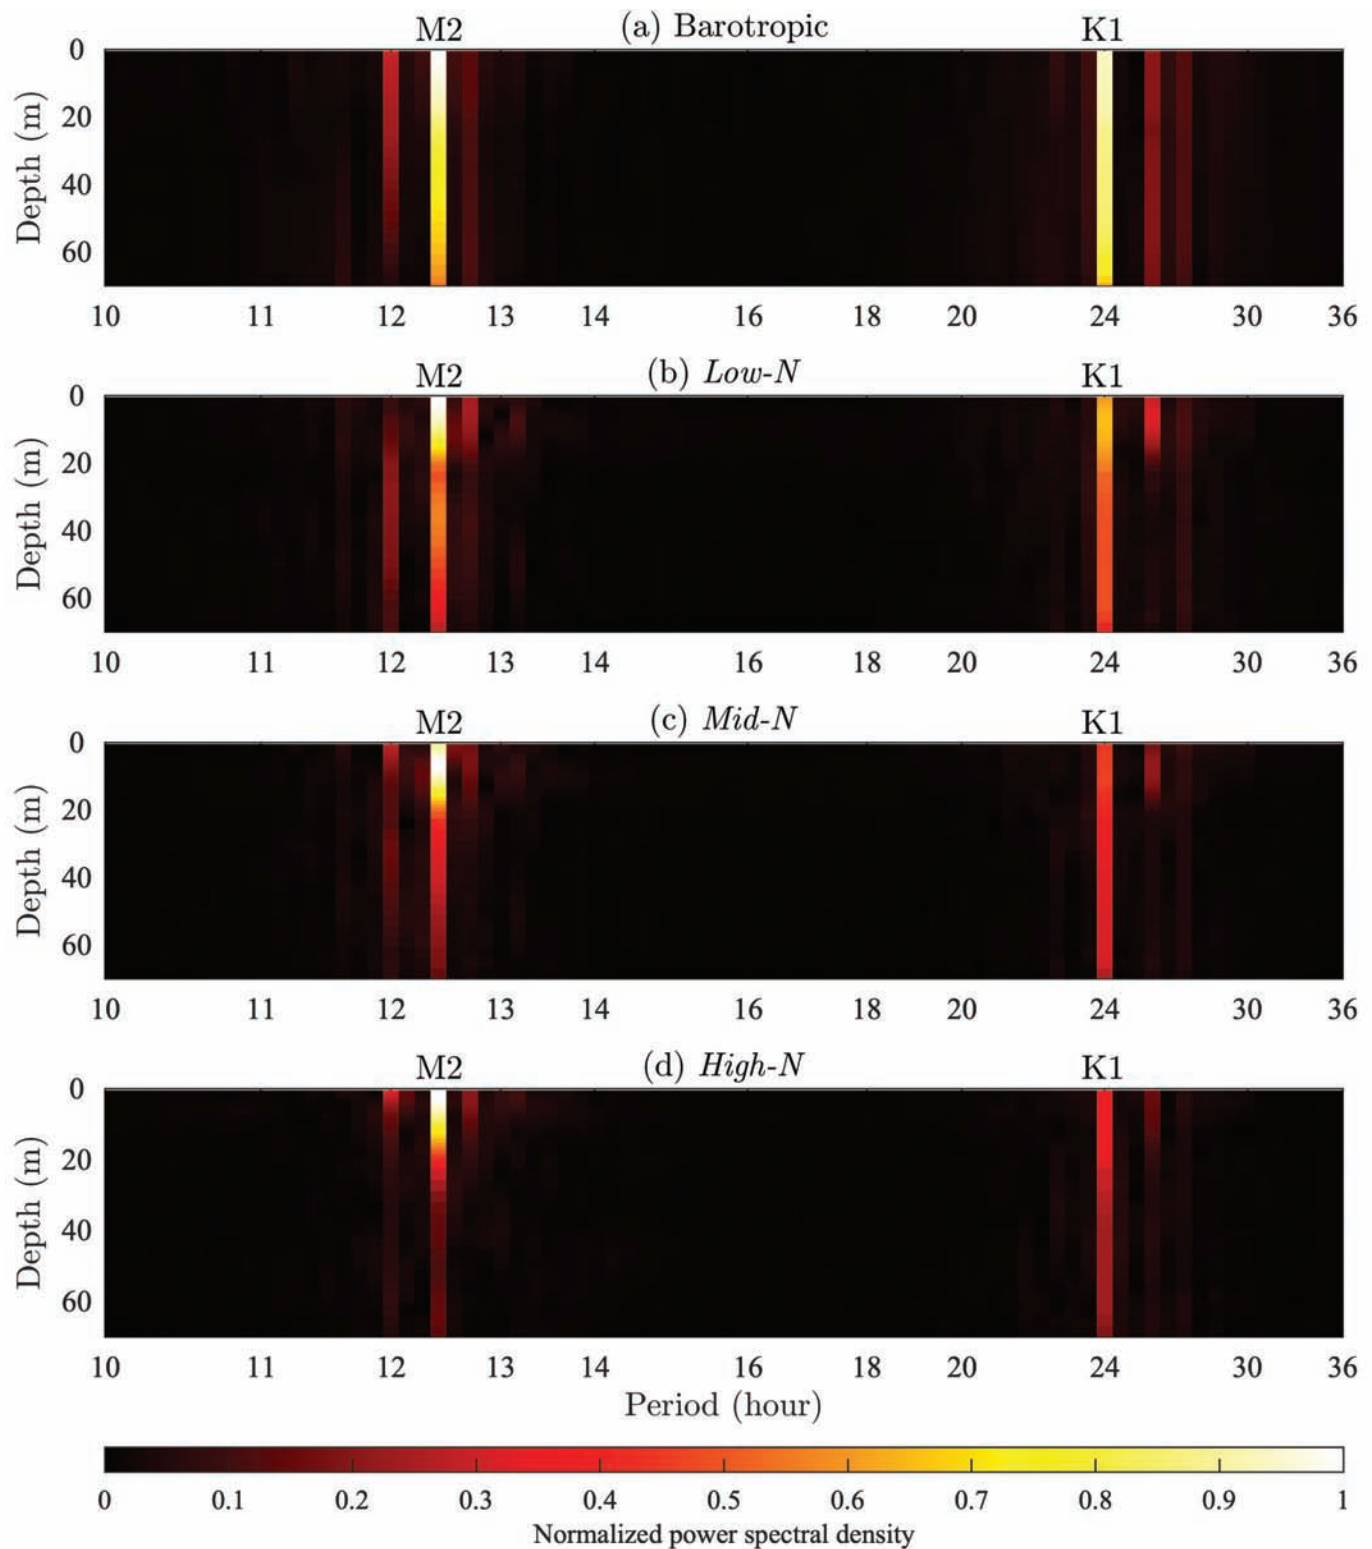 (a) Barotropic
M2 K1
0
20
40
60
Depth (m)
10 11 12 13 14 16 18 20 24 30 36
(b) Low-N
M2 K1
0
20
40
60
Depth (m)
10 11 12 13 14 16 18 20 24 30 36
(c) Mid-N
M2 K1
0
20
40
60
Depth (m)
10 11 12 13 14 16 18 20 24 30 36
(d) High-N
M2 K1
0
20
40
60
Depth (m)
10 11 12 13 14 16 18 20 24 30 36
Period (hour)
0 0.1 0.2 0.3 0.4 0.5 0.6 0.7 0.8 0.9 1
Normalized power spectral density